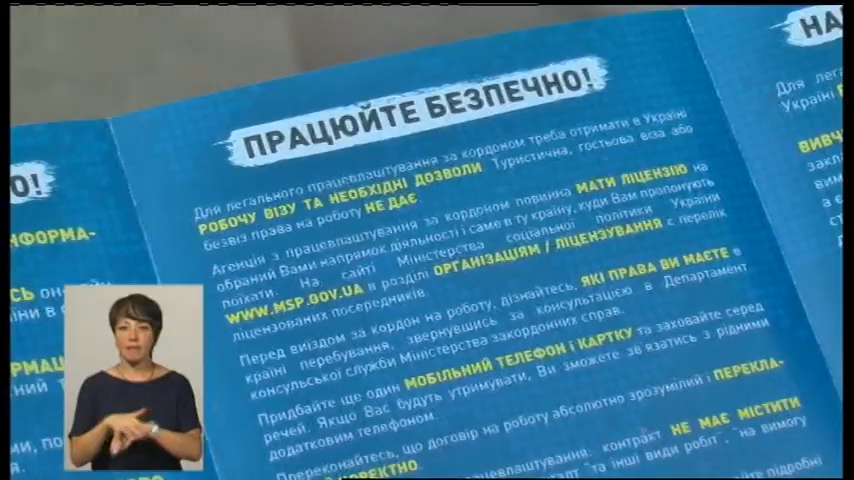 ПРАЦЮЙТЕ БЕЗПЕЧНО!
Для легального працевлаштування за кордоном треба отримати в Україні
РОБОЧУ ВІЗУ ТА НЕОБХІДНІ ДОЗВОЛИ. Туристична, гостьова віза або
безвіз права на роботу НЕ ДАЄ.
Агенція з працевлаштування за кордоном повинна МАТИ ЛІЦЕНЗІЮ на
обраний Вами напрямок діяльності і саме в ту країну, куди Вам пропонують
поїхати. На сайті Міністерства соціальної політики України
WWW.MSP.GOV.UA в розділі ОРГАНІЗАЦІЯМ / ЛІЦЕНЗУВАННЯ є перелік
ліцензованих посередників.
Перед виїздом за кордон на роботу, дізнайтесь, ЯКІ ПРАВА ВИ МАЄТЕ в
країні перебування, звернувшись за консультацією в Департамент
консульської служби Міністерства закордонних справ.
Придбайте ще один МОБІЛЬНИЙ ТЕЛЕФОН і КАРТКУ та заховайте серед
речей. Якщо Вас будуть утримувати, Ви зможете зв'язатись з рідними
додатковим телефоном.
Переконайтесь, що договір на роботу абсолютно зрозумілий і ПЕРЕКЛА-
КОРЕКТНО.
працевлаштування: контракт НЕ МАЄ МІСТИТИ
"та інші види робіт", "на вимогу
подібні
О!
НФОРМА-
НА
Для
Україні
ВИВЧ